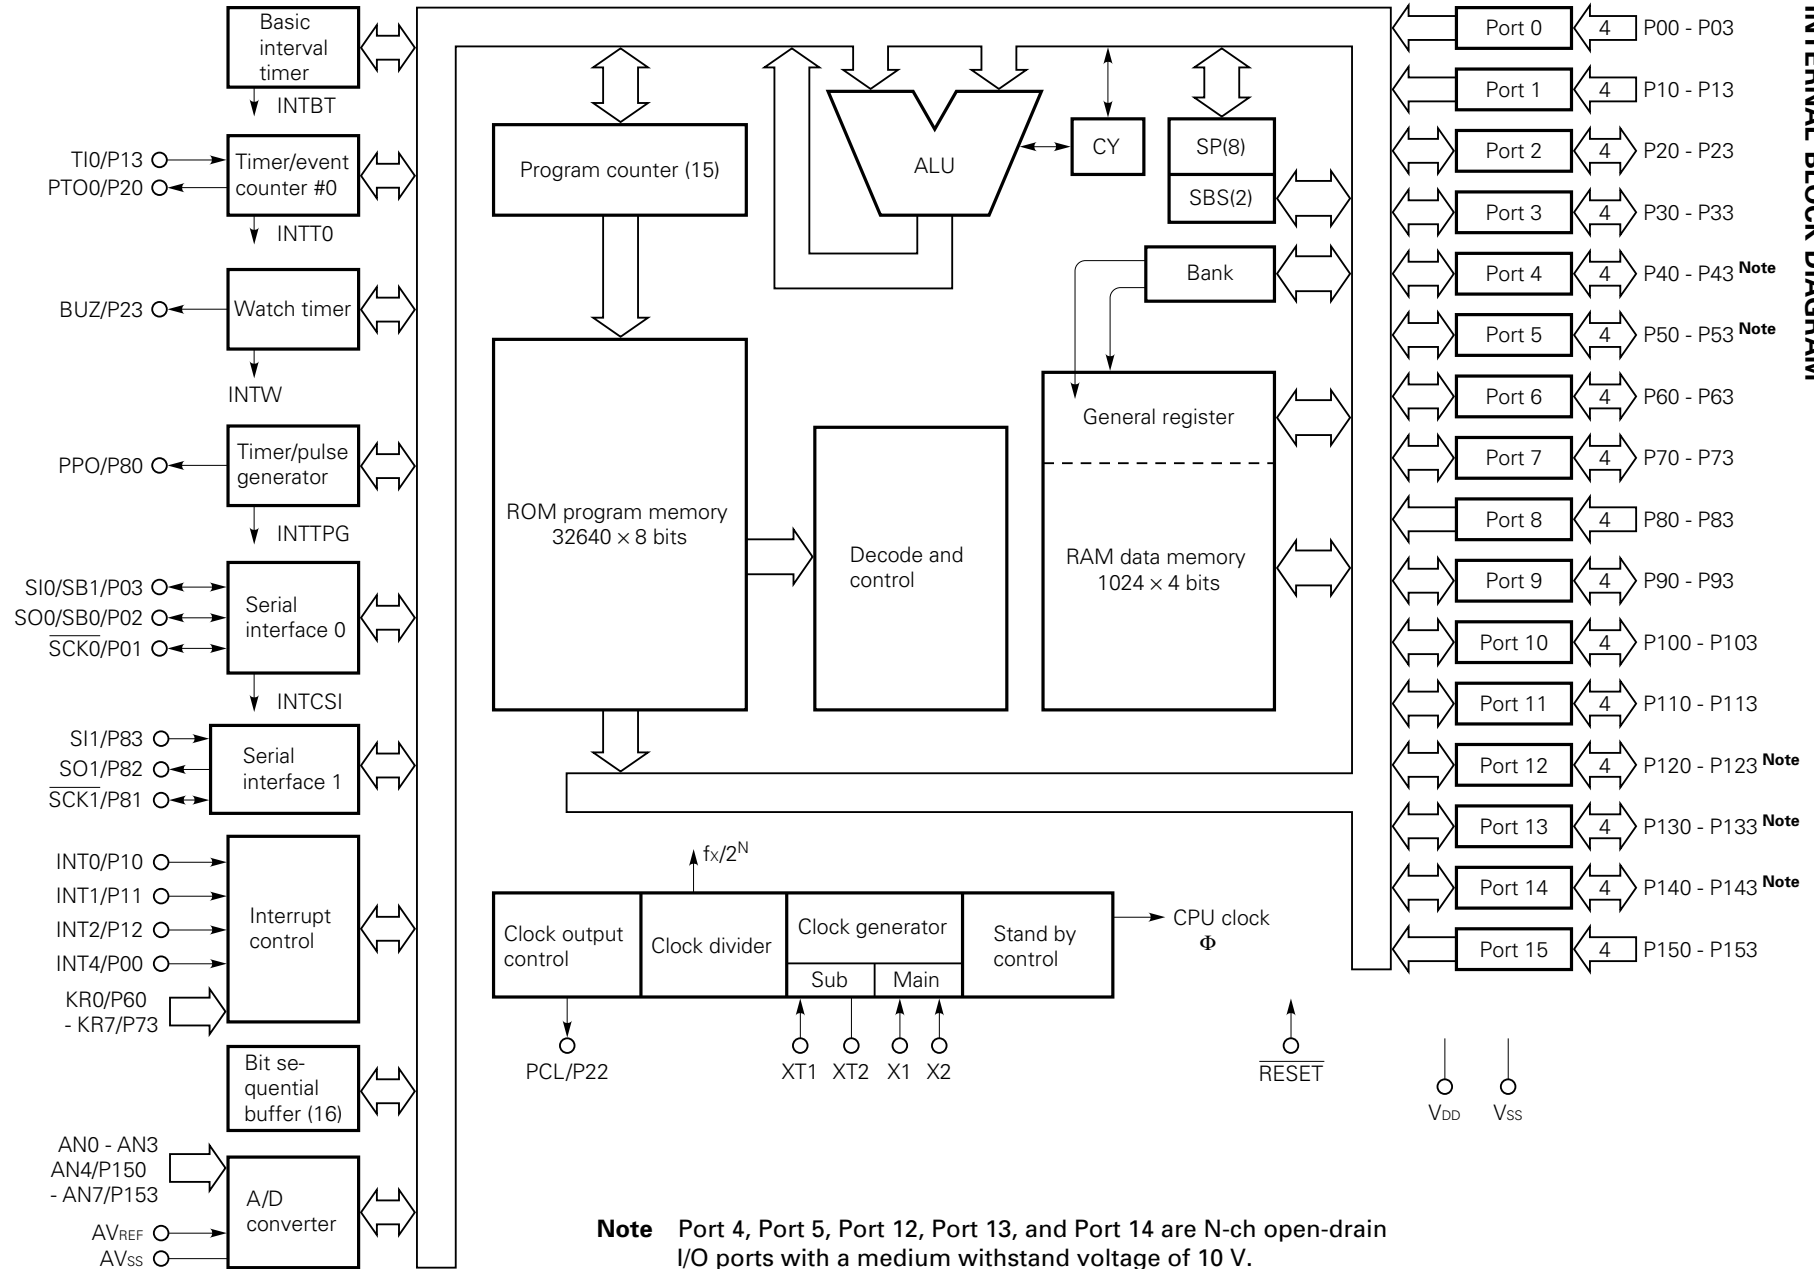 INTERNAL BLOCK DIAGRAM
Basic
interval
timer
INTBT
TI0/P13
PTO0/P20
Timer/event
counter #0
INTT0
BUZ/P23
Watch timer
INTW
PPO/P80
Timer/pulse
generator
INTTPG
SI0/SB1/P03
SO0/SB0/P02
SCK0/P01
Serial
interface 0
INTCSI
SI1/P83
SO1/P82
SCK1/P81
Serial
interface 1
INT0/P10
INT1/P11
INT2/P12
INT4/P00
KR0/P60
- KR7/P73
Interrupt
control
Bit se-
quential
buffer (16)
AN0 - AN3
AN4/P150
- AN7/P153
AVREF
AVSS
A/D
converter
Program counter (15)
ALU
CY
SP(8)
SBS(2)
Bank
ROM program memory
32640 × 8 bits
Decode and
control
General register
RAM data memory
1024 × 4 bits
fX/2N
Clock output
control
Clock divider
Clock generator
Sub
Main
Stand by
control
CPU clock
Φ
PCL/P22
XT1
XT2
X1
X2
RESET
VDD
VSS
Port 0 4 P00 - P03
Port 1 4 P10 - P13
Port 2 4 P20 - P23
Port 3 4 P30 - P33
Port 4 4 P40 - P43 Note
Port 5 4 P50 - P53 Note
Port 6 4 P60 - P63
Port 7 4 P70 - P73
Port 8 4 P80 - P83
Port 9 4 P90 - P93
Port 10 4 P100 - P103
Port 11 4 P110 - P113
Port 12 4 P120 - P123 Note
Port 13 4 P130 - P133 Note
Port 14 4 P140 - P143 Note
Port 15 4 P150 - P153
Note Port 4, Port 5, Port 12, Port 13, and Port 14 are N-ch open-drain
I/O ports with a medium withstand voltage of 10 V.